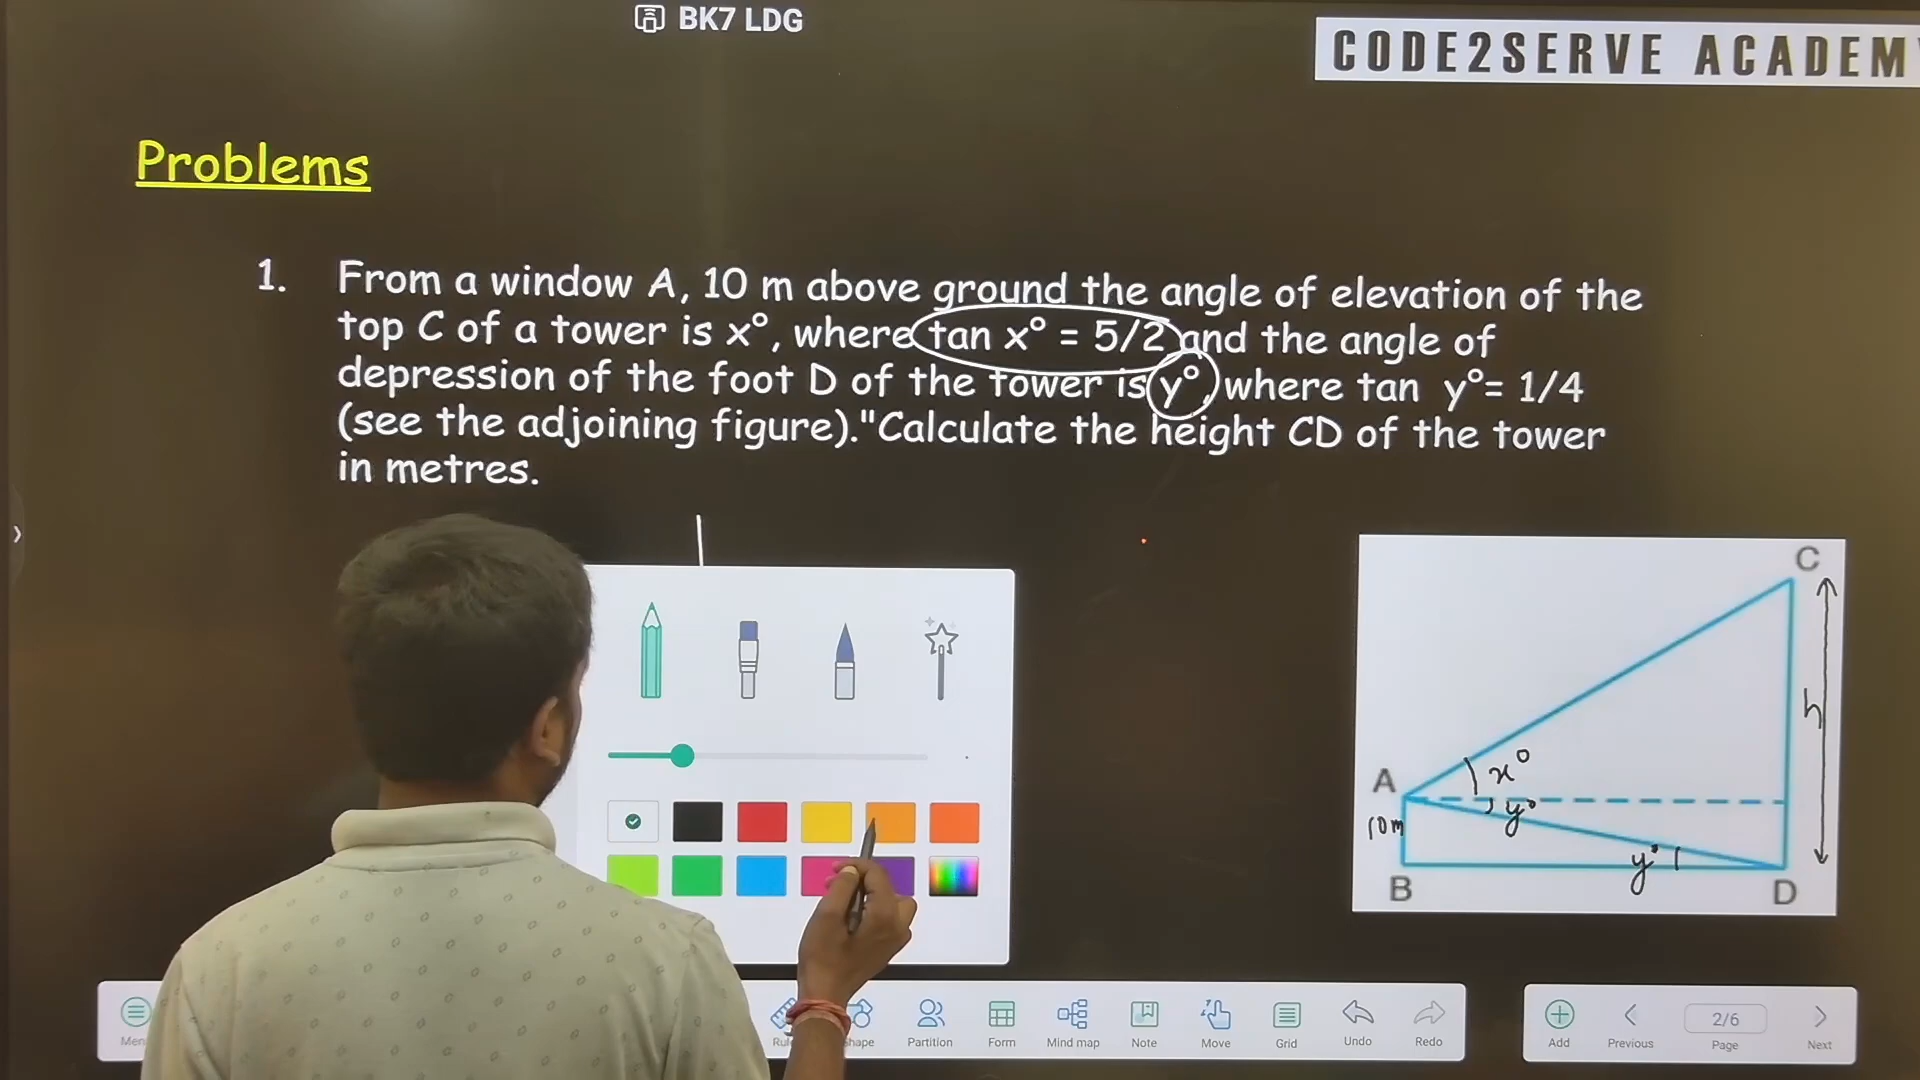 BK7 LDG
CODE2SERVE ACADEM
Problems
1. From a window A, 10 m above ground the angle of elevation of the
top C of a tower is x°, where tan x° = 5/2 and the angle of
depression of the foot D of the tower is y°, where tan y°= 1/4
(see the adjoining figure)."Calculate the height CD of the tower
in metres.
C
h
x°
A
y°
10m
y°
B
D
Men
Rul
Shape
Partition
Form
Mind map
Note
Move
Grid
Undo
Redo
Add
Previous
2/6
Page
Next